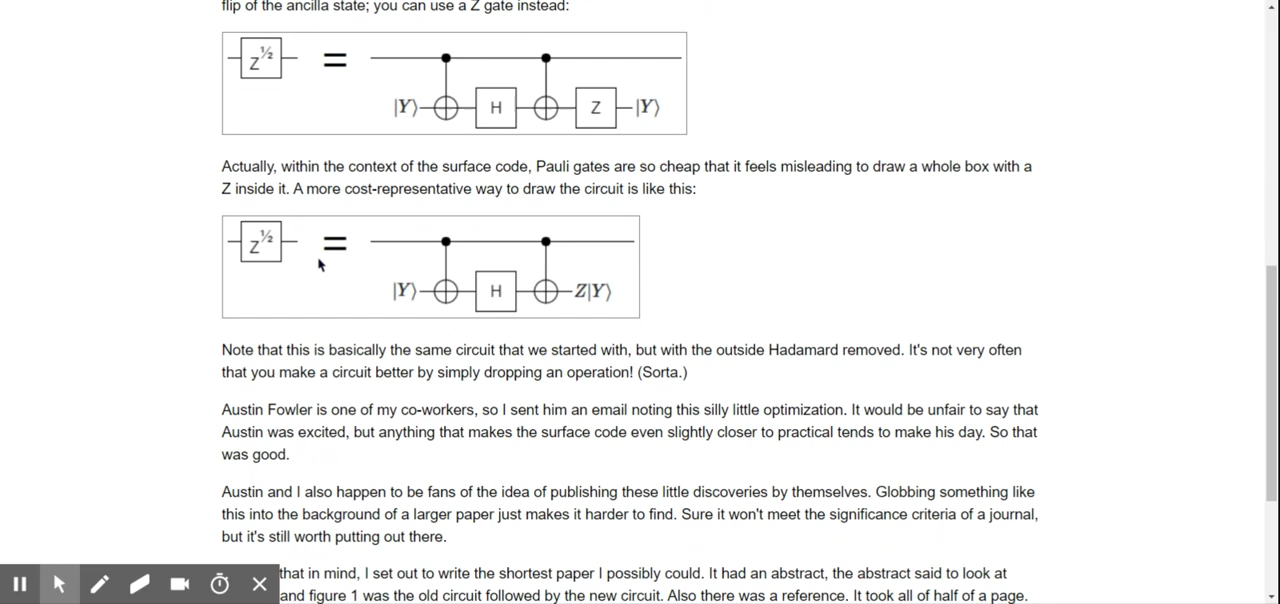 flip of the ancilla state; you can use a Z gate instead:
Z½ =
|Y⟩ H Z |Y⟩
Actually, within the context of the surface code, Pauli gates are so cheap that it feels misleading to draw a whole box with a
Z inside it. A more cost-representative way to draw the circuit is like this:
Z½ =
|Y⟩ H Z|Y⟩
Note that this is basically the same circuit that we started with, but with the outside Hadamard removed. It's not very often
that you make a circuit better by simply dropping an operation! (Sorta.)
Austin Fowler is one of my co-workers, so I sent him an email noting this silly little optimization. It would be unfair to say that
Austin was excited, but anything that makes the surface code even slightly closer to practical tends to make his day. So that
was good.
Austin and I also happen to be fans of the idea of publishing these little discoveries by themselves. Globbing something like
this into the background of a larger paper just makes it harder to find. Sure it won't meet the significance criteria of a journal,
but it's still worth putting out there.
that in mind, I set out to write the shortest paper I possibly could. It had an abstract, the abstract said to look at
and figure 1 was the old circuit followed by the new circuit. Also there was a reference. It took all of half of a page.